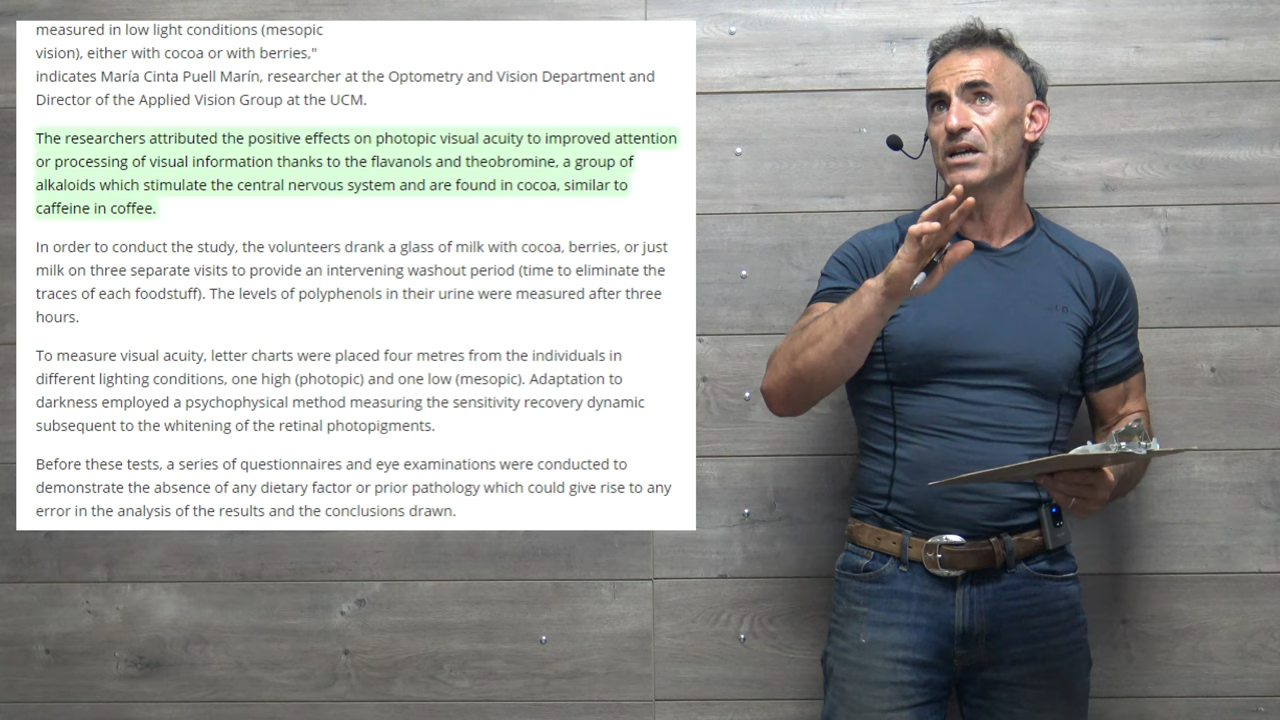 measured in low light conditions (mesopic
vision), either with cocoa or with berries,"
indicates María Cinta Puell Marín, researcher at the Optometry and Vision Department and
Director of the Applied Vision Group at the UCM.
The researchers attributed the positive effects on photopic visual acuity to improved attention
or processing of visual information thanks to the flavanols and theobromine, a group of
alkaloids which stimulate the central nervous system and are found in cocoa, similar to
caffeine in coffee.
In order to conduct the study, the volunteers drank a glass of milk with cocoa, berries, or just
milk on three separate visits to provide an intervening washout period (time to eliminate the
traces of each foodstuff). The levels of polyphenols in their urine were measured after three
hours.
To measure visual acuity, letter charts were placed four metres from the individuals in
different lighting conditions, one high (photopic) and one low (mesopic). Adaptation to
darkness employed a psychophysical method measuring the sensitivity recovery dynamic
subsequent to the whitening of the retinal photopigments.
Before these tests, a series of questionnaires and eye examinations were conducted to
demonstrate the absence of any dietary factor or prior pathology which could give rise to any
error in the analysis of the results and the conclusions drawn.